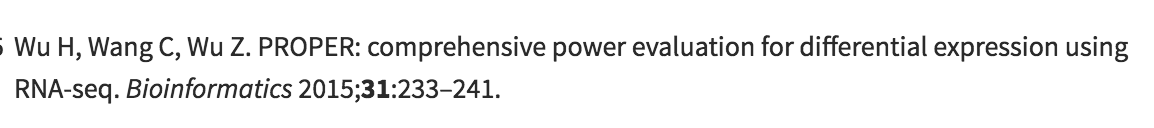 Wu H, Wang C, Wu Z. PROPER: comprehensive power evaluation for differential expression using
RNA-seq. Bioinformatics 2015;31:233–241.